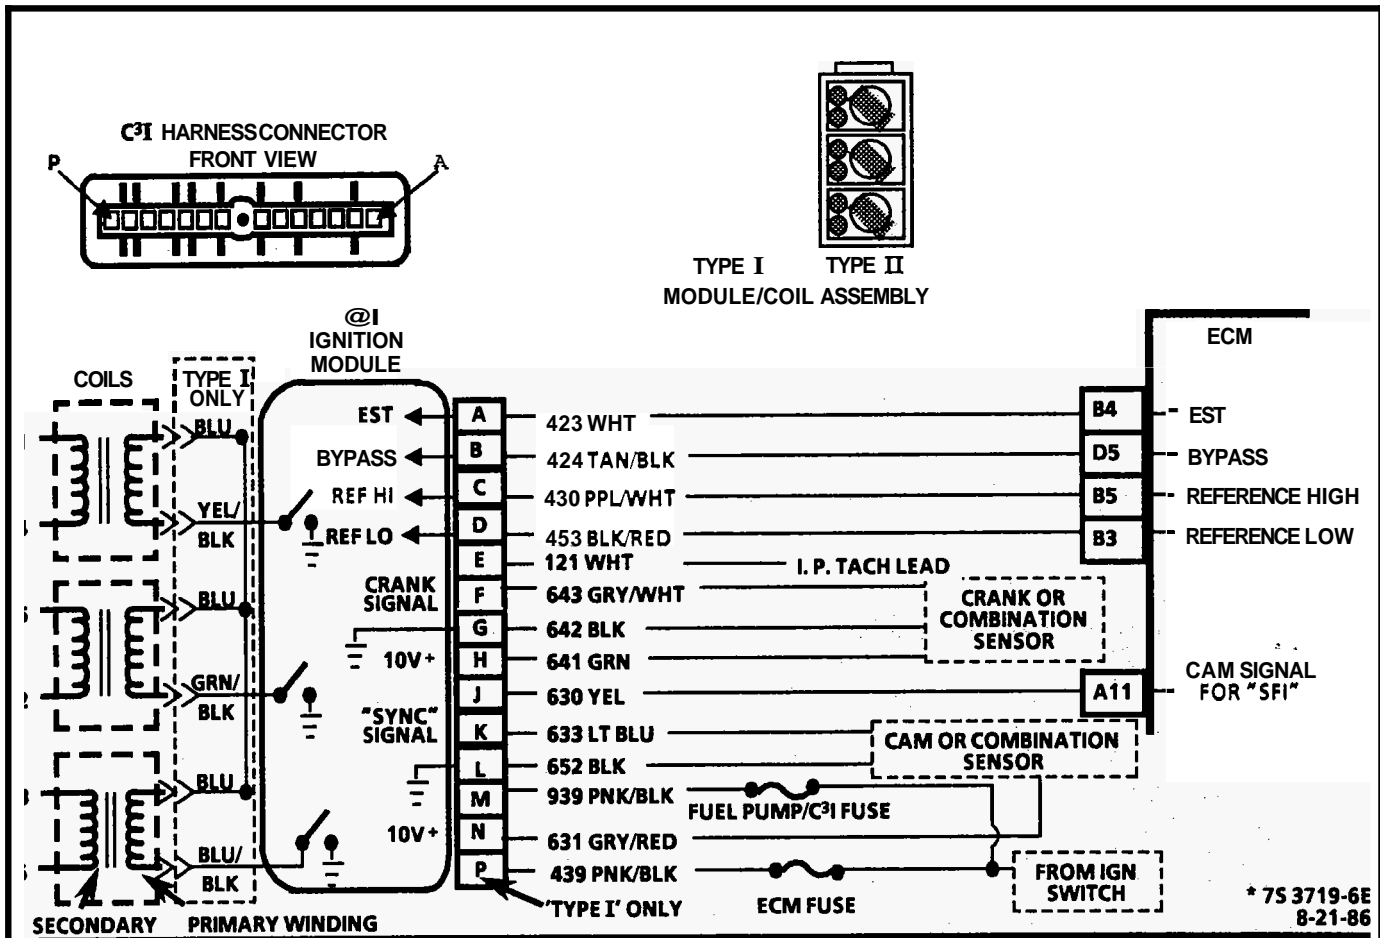 C³I HARNESS CONNECTOR
FRONT VIEW
P
A
TYPE I
TYPE II
MODULE/COIL ASSEMBLY
@I
IGNITION
MODULE
ECM
COILS
TYPE I
ONLY
BLU
YEL/
BLK
BLU
GRN/
BLK
BLU
BLU/
BLK
SECONDARY
PRIMARY WINDING
EST
BYPASS
REF HI
REF LO
CRANK
SIGNAL
10V+
"SYNC"
SIGNAL
10V+
A 423 WHT B4 EST
B 424 TAN/BLK D5 BYPASS
C 430 PPL/WHT B5 REFERENCE HIGH
D 453 BLK/RED B3 REFERENCE LOW
E 121 WHT I. P. TACH LEAD
F 643 GRY/WHT
G 642 BLK
H 641 GRN
CRANK OR
COMBINATION
SENSOR
J 630 YEL A11 CAM SIGNAL
FOR "SFI"
K 633 LT BLU
L 652 BLK
CAM OR COMBINATION
SENSOR
M 939 PNK/BLK
FUEL PUMP/C³I FUSE
N 631 GRY/RED
P 439 PNK/BLK
ECM FUSE
FROM IGN
SWITCH
'TYPE I' ONLY
* 7S 3719-6E
8-21-86